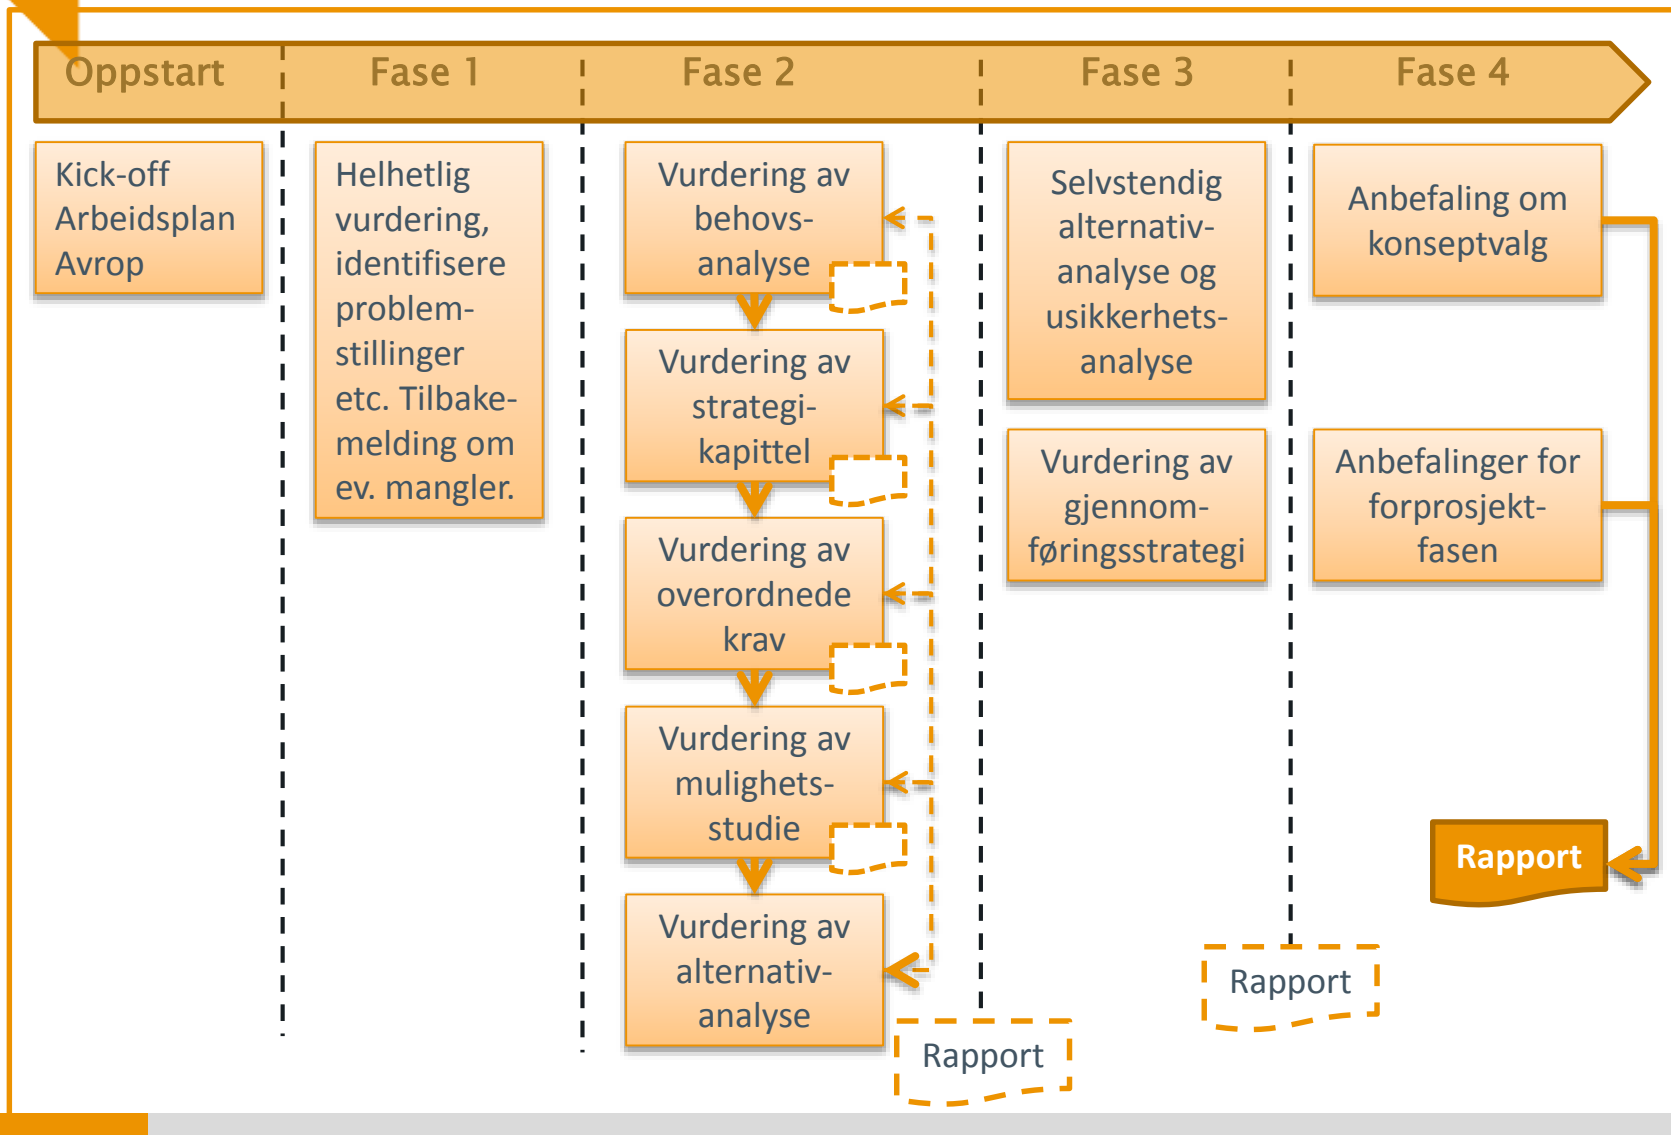 Oppstart
Fase 1
Fase 2
Fase 3
Fase 4
Kick-off
Arbeidsplan
Avrop
Helhetlig
vurdering,
identifisere
problem-
stillinger
etc. Tilbake-
melding om
ev. mangler.
Vurdering av
behovs-
analyse
Vurdering av
strategi-
kapittel
Vurdering av
overordnede
krav
Vurdering av
mulighets-
studie
Vurdering av
alternativ-
analyse
Rapport
Selvstendig
alternativ-
analyse og
usikkerhets-
analyse
Vurdering av
gjennom-
føringsstrategi
Rapport
Anbefaling om
konseptvalg
Anbefalinger for
forprosjekt-
fasen
Rapport